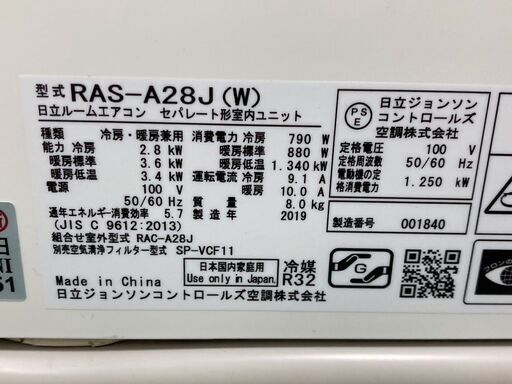 型式 RAS-A28J(W)
日立ルームエアコン セパレート形室内ユニット
種類 冷房・暖房兼用
能力 冷房 2.8 kW
暖房標準 3.6 kW
暖房低温 3.4 kW
電源 100 V
50/60 Hz
通年エネルギー消費効率 5.7
(JIS C 9612:2013)
消費電力 冷房 790 W
暖房標準 880 W
暖房低温 1.340 kW
運転電流 冷房 9.1 A
暖房 10.0 A
質量 8.0 kg
製造年 2019
組合せ室外型式 RAC-A28J
別売空気清浄フィルター型式 SP-VCF11
Made in China
日本国内家庭用
Use only in Japan.
冷媒
R32
日立ジョンソンコントロールズ空調株式会社
PS
E
日立ジョンソン
コントロールズ
空調株式会社
定格電圧 100 V
定格周波数 50/60 Hz
電動機の定
格消費電力 1.250 kW
製造番号 001840